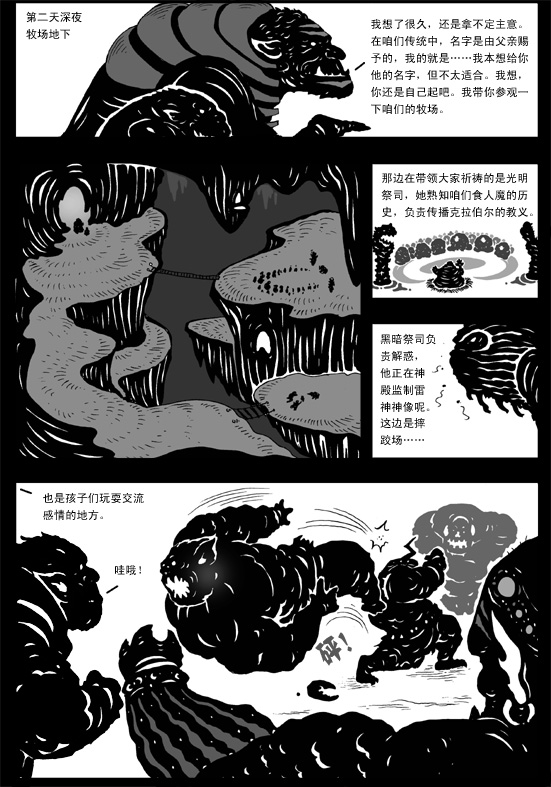 第二天深夜
牧场地下
我想了很久，还是拿不定主意。
在咱们传统中，名字是由父亲赐
予的，我的就是……我本想给你
他的名字，但不太适合。我想，
你还是自己起吧。我带你参观一
下咱们的牧场。
那边在带领大家祈祷的是光明
祭司，她熟知咱们食人魔的历
史，负责传播克拉伯尔的教义。
黑暗祭司负
责解惑，
他正在神
殿监制雷
神神像呢。
这边是摔
跤场……
也是孩子们玩耍交流
感情的地方。
哇哦！
砰！